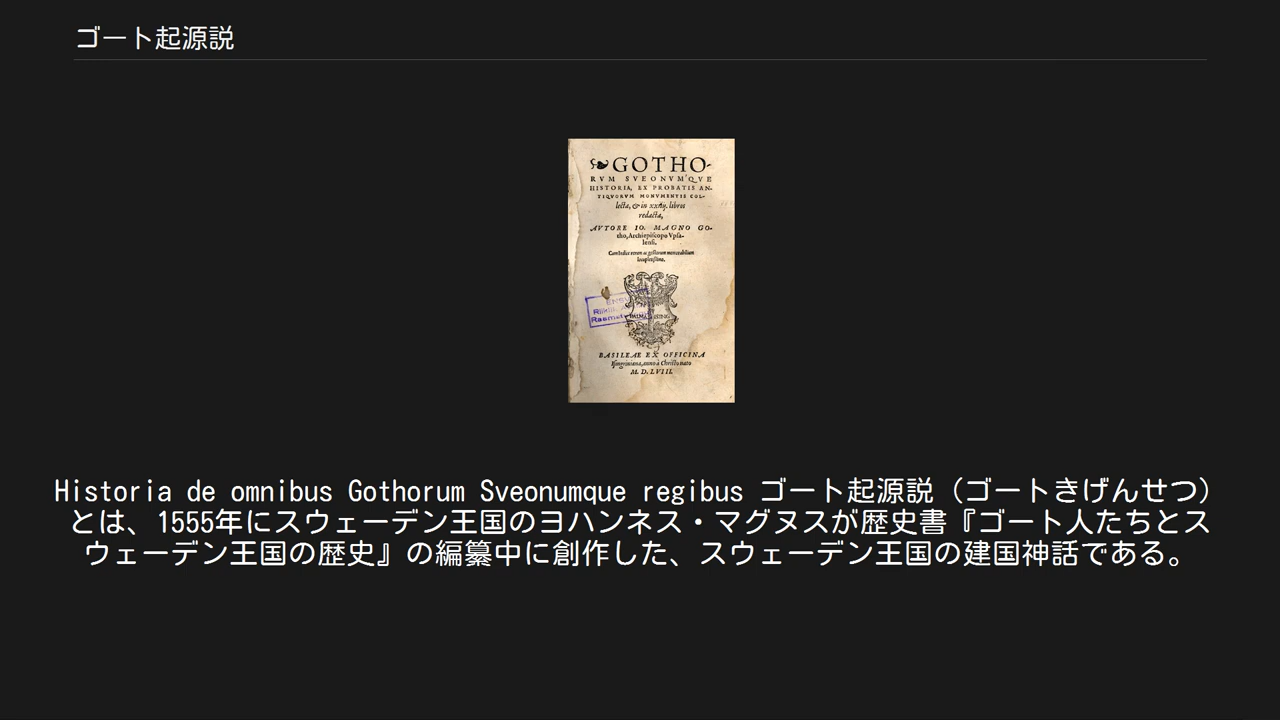 ゴート起源説
❧GOTHO-
RVM SVEONVM'QVE
HISTORIA, EX PROBATIS AN-
TIQVORVM MONVMENTIS COL-
lecta, & in xxiiij. libros
redacta,
AVTORE IO. MAGNO GO-
tho, Archiepiscopo Vpsa-
lensi.
BASILEAE EX OFFICINA
anno à Christo nato
M. D. LVIII.
Historia de omnibus Gothorum Sveonumque regibus ゴート起源説（ゴートきげんせつ）
とは、1555年にスウェーデン王国のヨハンネス・マグヌスが歴史書『ゴート人たちとス
ウェーデン王国の歴史』の編纂中に創作した、スウェーデン王国の建国神話である。